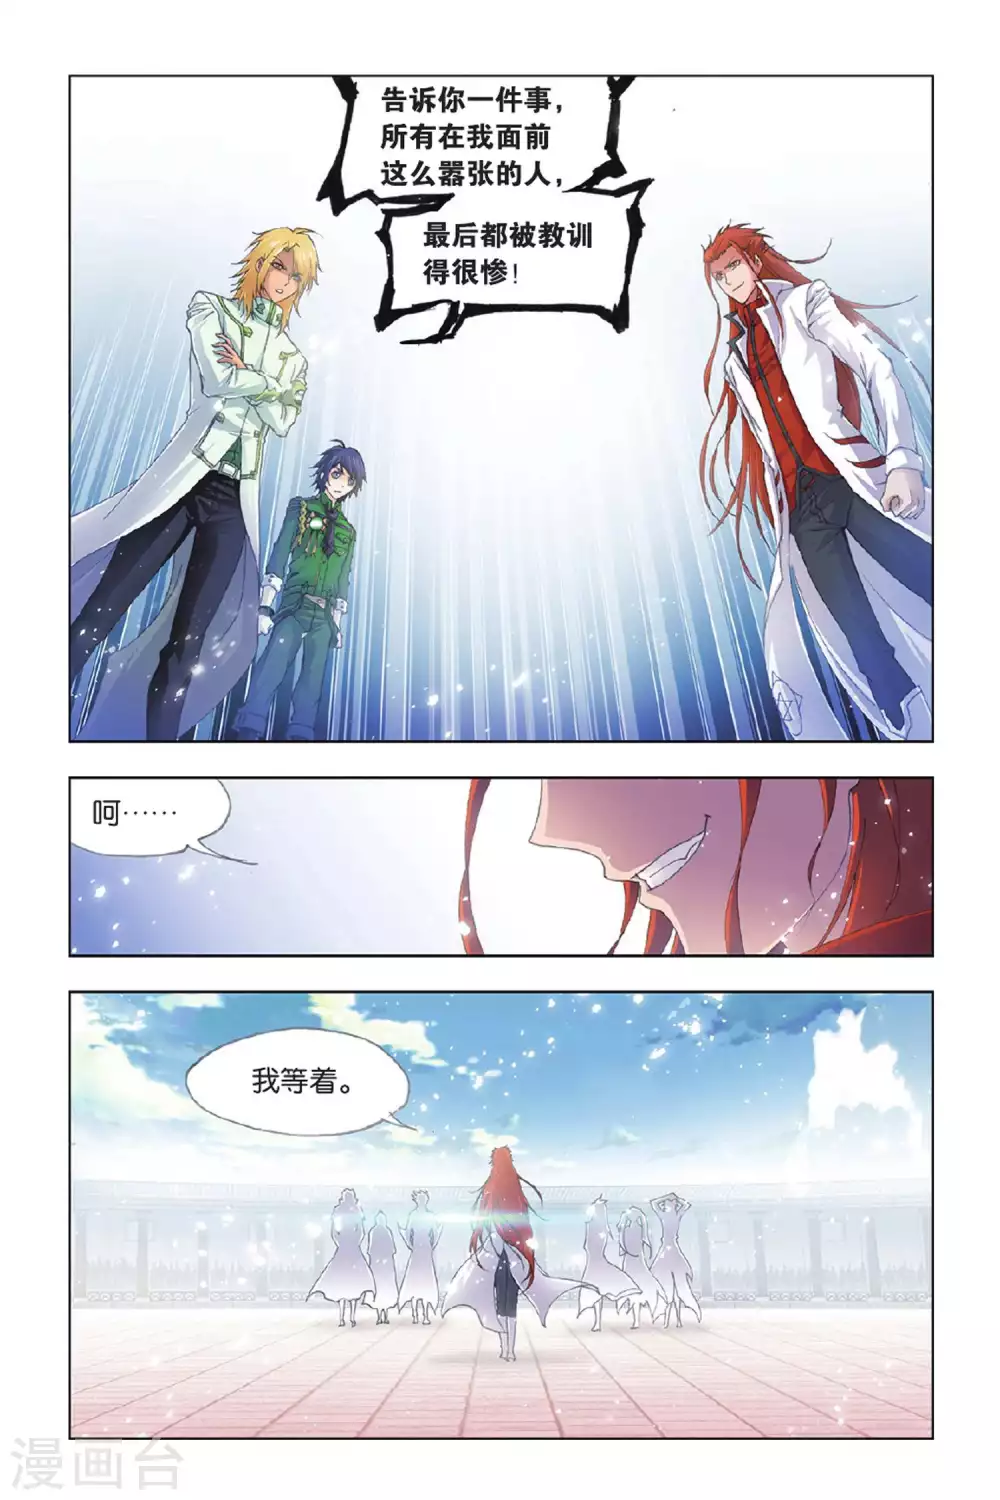 告诉你一件事，
所有在我面前
这么嚣张的人，
最后都被教训
得很惨！
呵……
我等着。
漫画台